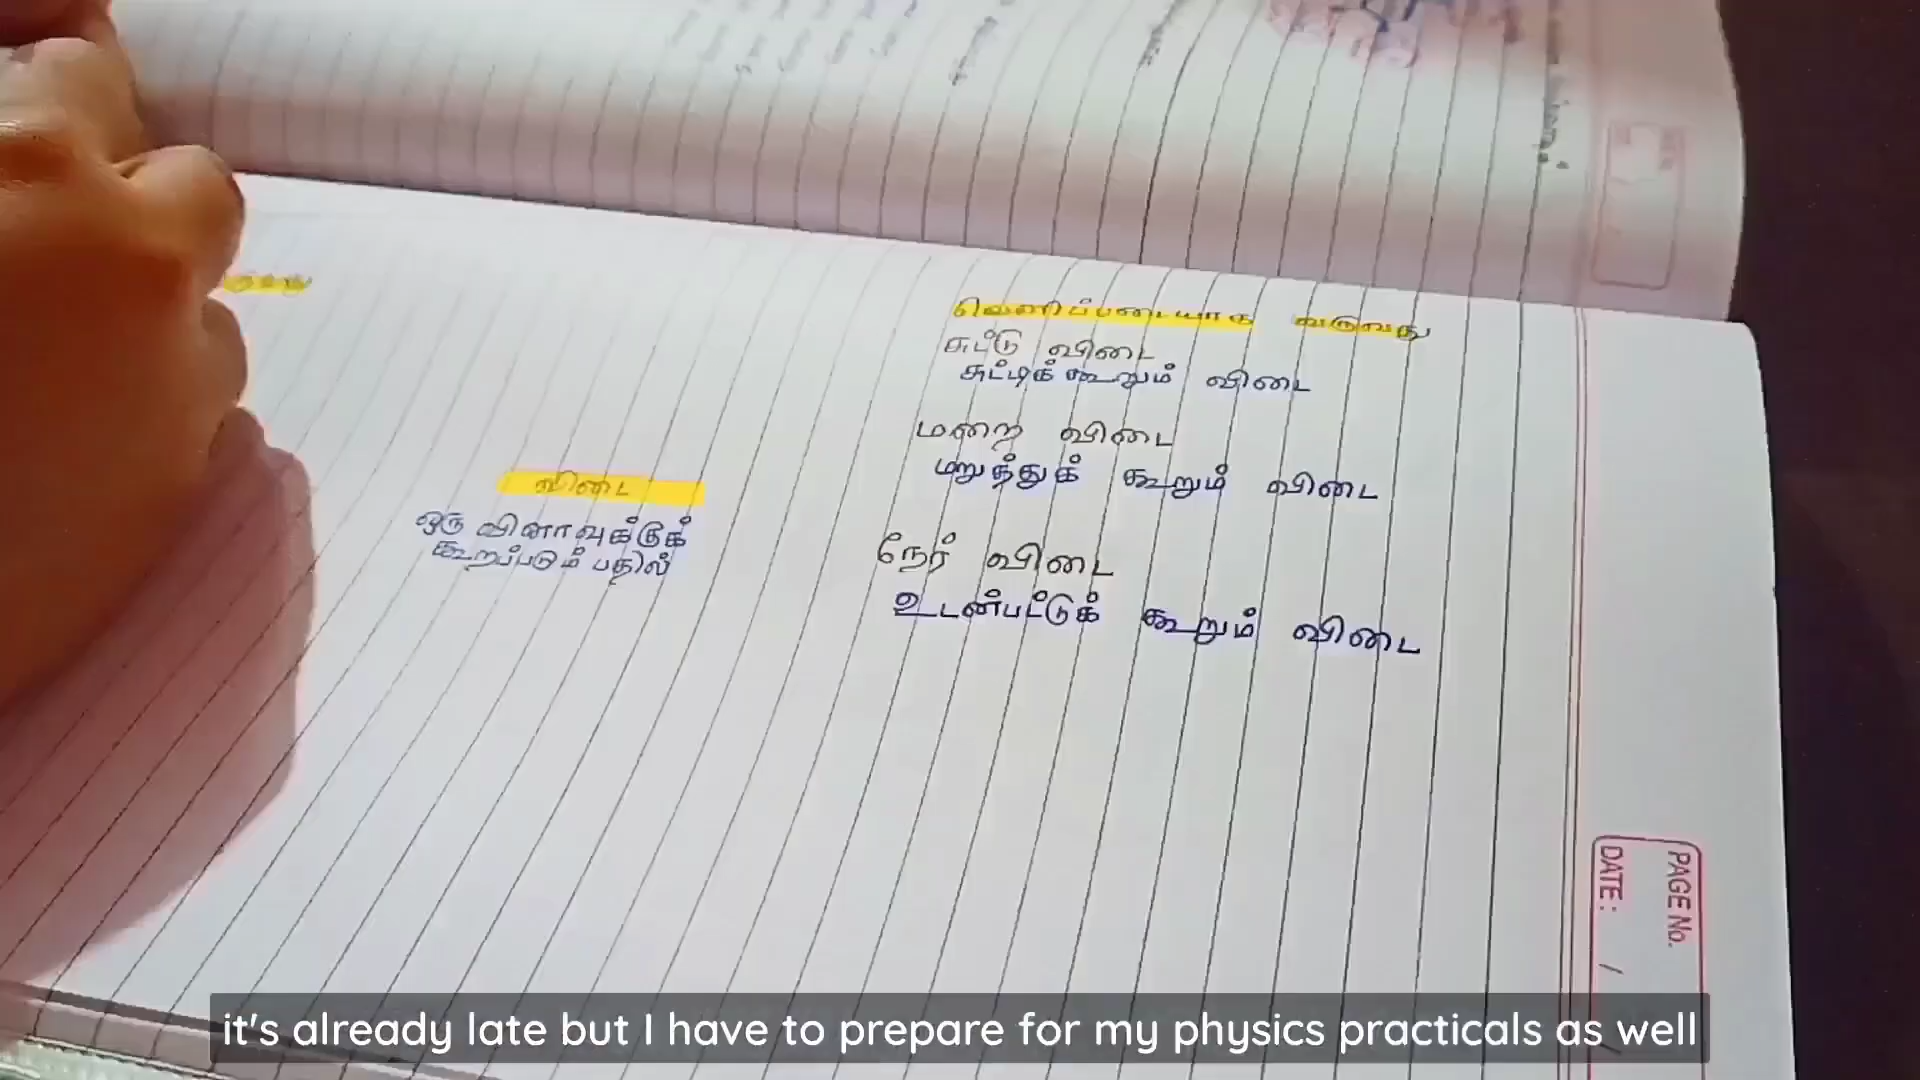 விடை
ஒரு வினாவுக்குக்
கூறப்படும் பதில்
வெளிப்படையாக வருவது
சுட்டு விடை
சுட்டிக் கூறும் விடை
மறை விடை
மறுத்துக் கூறும் விடை
நேர் விடை
உடன்பட்டுக் கூறும் விடை
PAGE No.
DATE: /
it's already late but I have to prepare for my physics practicals as well